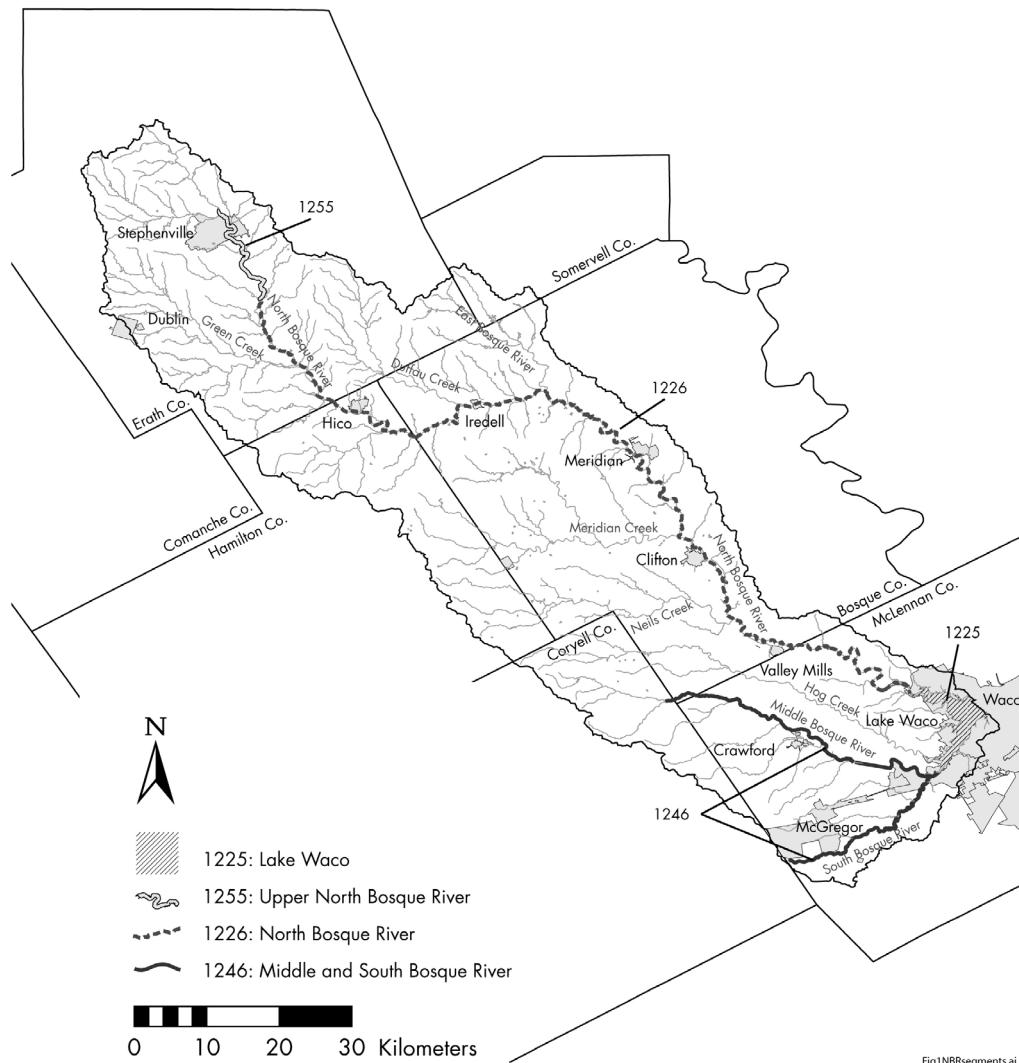 1255
Stephenville
Dublin
Green Creek
North Bosque River
East Bosque River
Somervell Co.
Duffau Creek
1226
Erath Co.
Hico
Iredell
Meridian
Comanche Co.
Hamilton Co.
Meridian Creek
Clifton
North Bosque River
Neils Creek
Bosque Co.
McLennan Co.
Coryell Co.
1225
Valley Mills
Hog Creek
Waco
Lake Waco
Middle Bosque River
Crawford
1246
McGregor
South Bosque River
N
1225: Lake Waco
1255: Upper North Bosque River
1226: North Bosque River
1246: Middle and South Bosque River
0 10 20 30 Kilometers
Fig1NBRsegments.ai